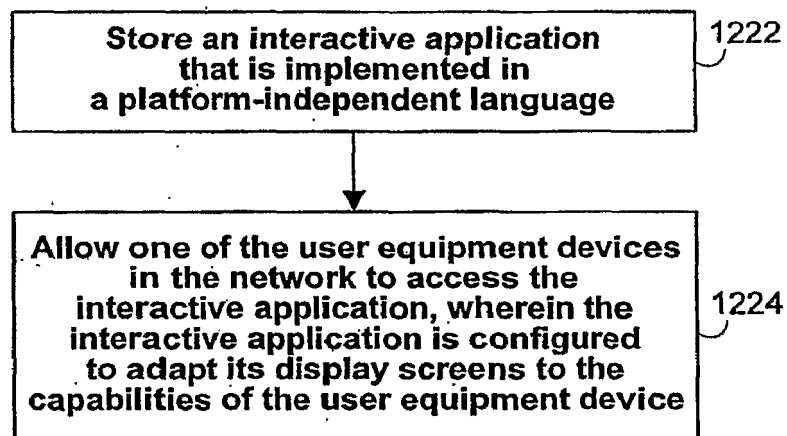 Store an interactive application
that is implemented in
a platform-independent language
1222
Allow one of the user equipment devices
in the network to access the
interactive application, wherein the
interactive application is configured
to adapt its display screens to the
capabilities of the user equipment device
1224